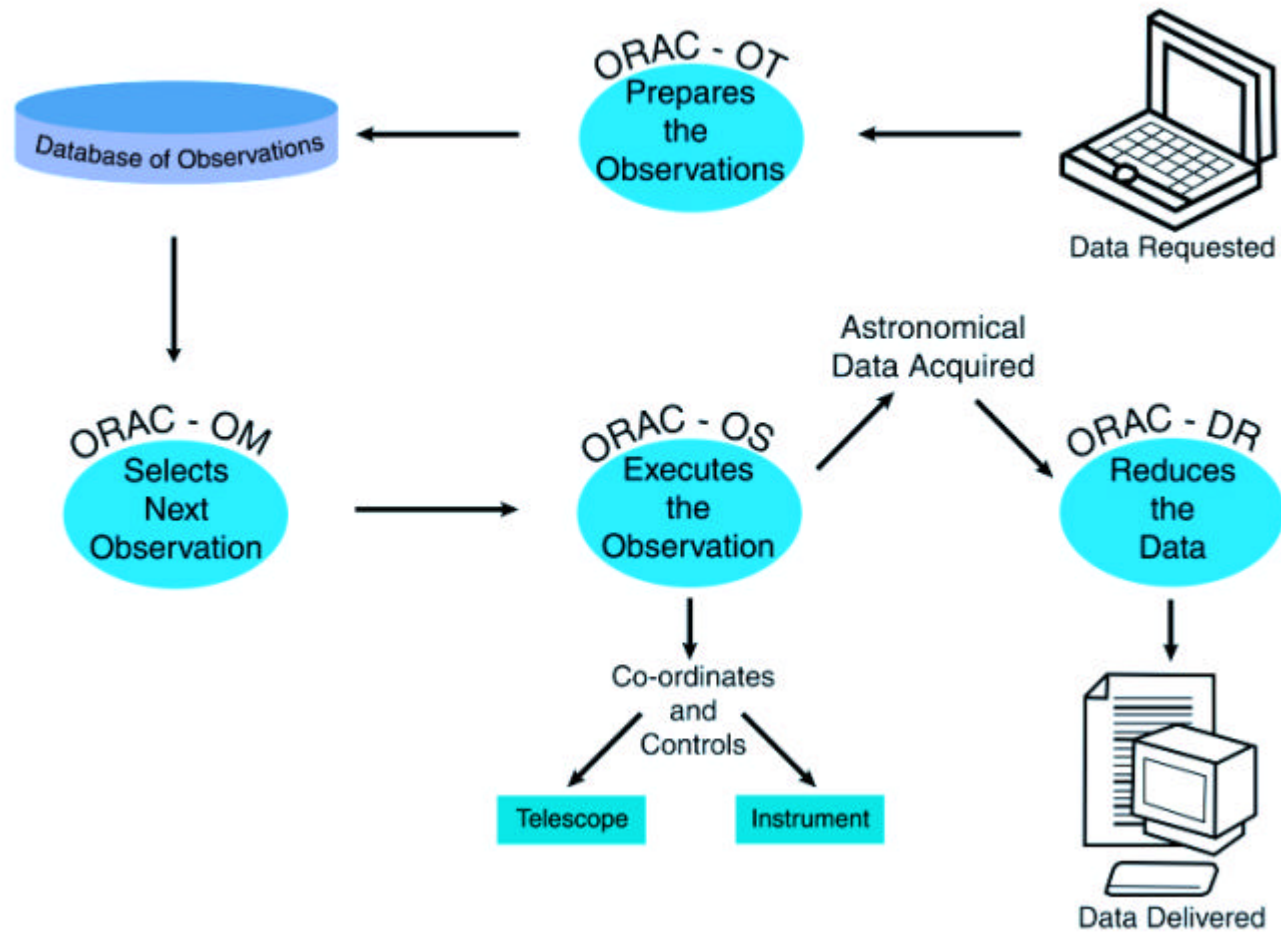 ORAC - OT
Prepares
the
Observations
Database of Observations
Data Requested
Astronomical
Data Acquired
ORAC - OM
Selects
Next
Observation
ORAC - OS
Executes
the
Observation
ORAC - DR
Reduces
the
Data
Co-ordinates
and
Controls
Telescope
Instrument
Data Delivered